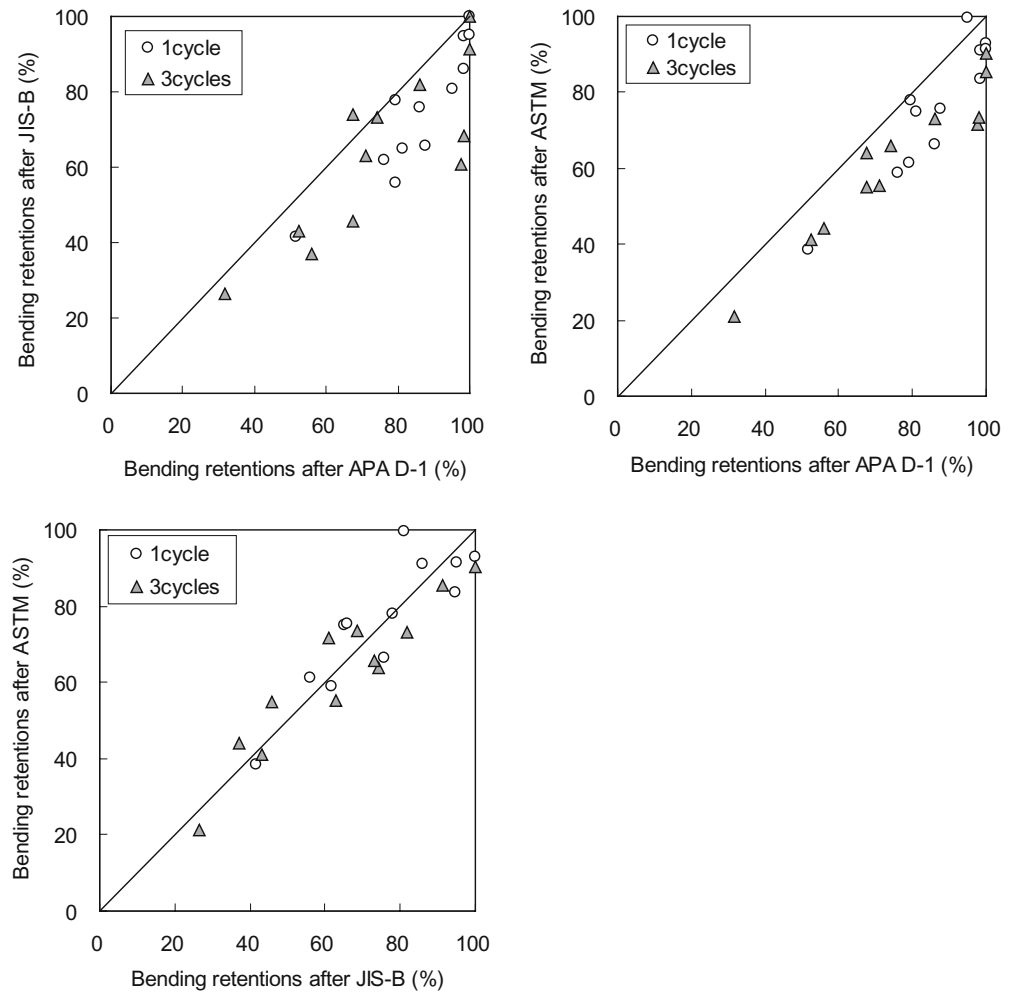 Bending retentions after JIS-B (%)
100
80
60
40
20
0
1cycle
3cycles
0 20 40 60 80 100
Bending retentions after APA D-1 (%)
Bending retentions after ASTM (%)
100
80
60
40
20
0
1cycle
3cycles
0 20 40 60 80 100
Bending retentions after APA D-1 (%)
Bending retentions after ASTM (%)
100
80
60
40
20
0
1cycle
3cycles
0 20 40 60 80 100
Bending retentions after JIS-B (%)